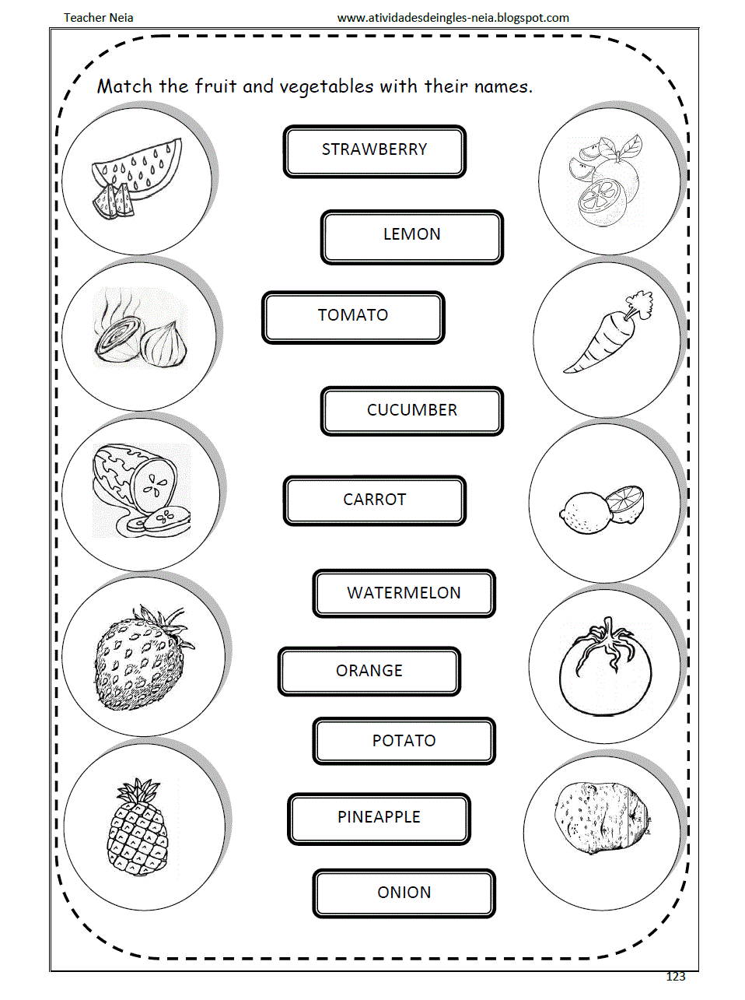 Teacher Neia www.atividadesdeingles-neia.blogspot.com
Match the fruit and vegetables with their names.
STRAWBERRY
LEMON
TOMATO
CUCUMBER
CARROT
WATERMELON
ORANGE
POTATO
PINEAPPLE
ONION
123